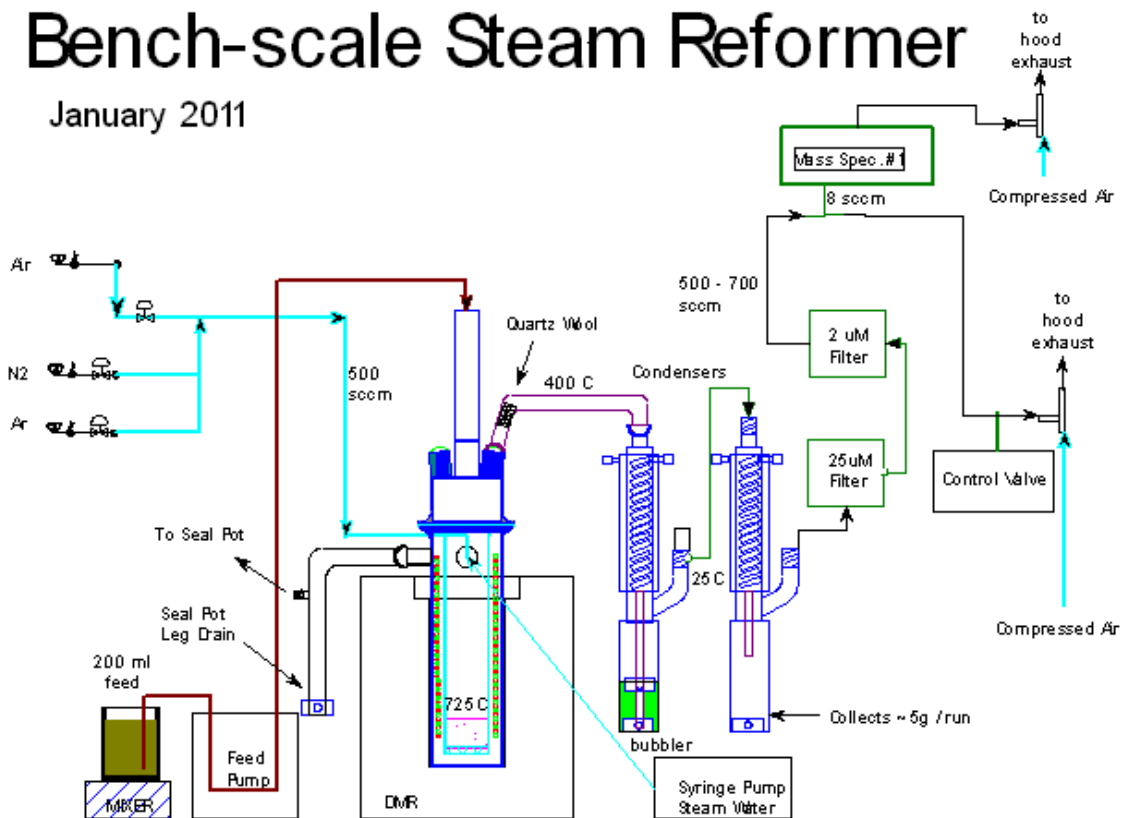 Bench-scale Steam Reformer
January 2011
to
hood
exhaust
Mass Spec. #1
Compressed Air
8 sccm
Air
500 - 700
sccm
to
hood
exhaust
Quartz Wool
2 uM
Filter
N2
500
sccm
400 C
Condensers
Ar
25uM
Filter
Control Valve
To Seal Pot
25 C
Seal Pot
Leg Drain
Compressed Air
200 ml
feed
725 C
Collects ~ 5g / run
bubbler
Feed
Pump
Syringe Pump
Steam Water
MIXER
DMR